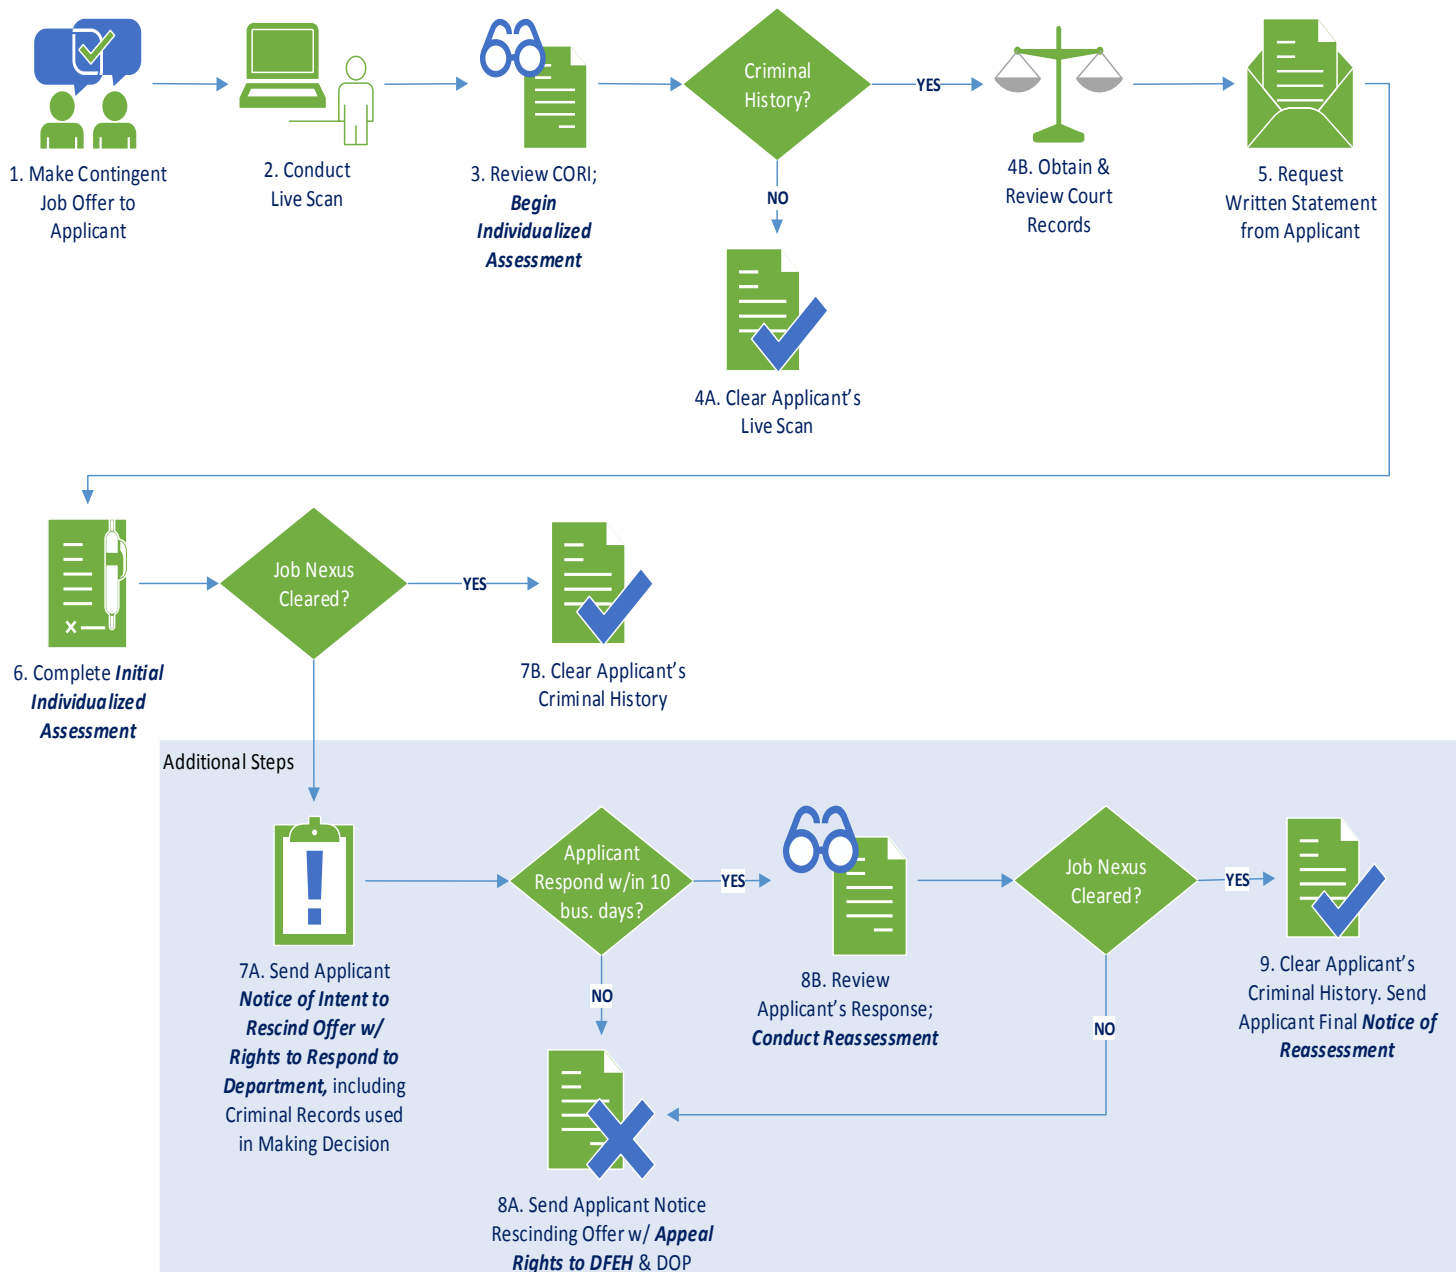 1. Make Contingent
Job Offer to
Applicant
2. Conduct
Live Scan
3. Review CORI;
Begin
Individualized
Assessment
Criminal
History?
YES
NO
4A. Clear Applicant’s
Live Scan
4B. Obtain &
Review Court
Records
5. Request
Written Statement
from Applicant
6. Complete Initial
Individualized
Assessment
Job Nexus
Cleared?
YES
7B. Clear Applicant’s
Criminal History
Additional Steps
7A. Send Applicant
Notice of Intent to
Rescind Offer w/
Rights to Respond to
Department, including
Criminal Records used
in Making Decision
Applicant
Respond w/in 10
bus. days?
YES
NO
8A. Send Applicant Notice
Rescinding Offer w/ Appeal
Rights to DFEH & DOP
8B. Review
Applicant’s Response;
Conduct Reassessment
Job Nexus
Cleared?
YES
NO
9. Clear Applicant’s
Criminal History. Send
Applicant Final Notice of
Reassessment